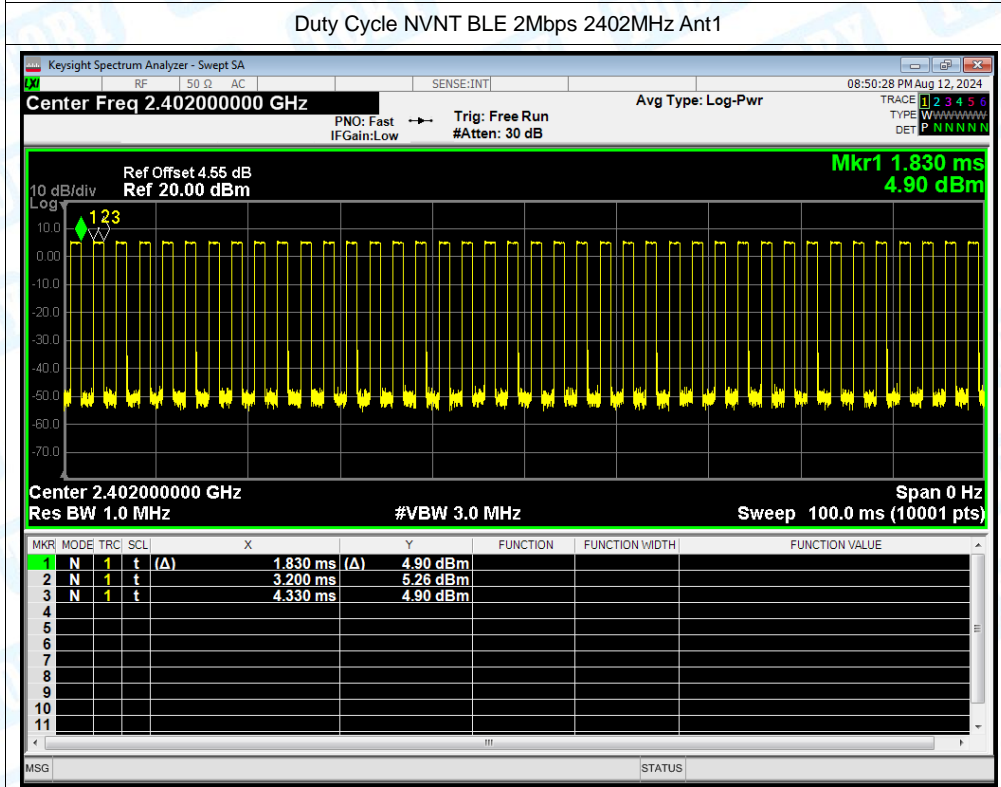 Duty Cycle NVNT BLE 2Mbps 2402MHz Ant1
Keysight Spectrum Analyzer - Swept SA
LXI RF 50 Ω AC SENSE:INT 08:50:28 PM Aug 12, 2024
Center Freq 2.402000000 GHz Avg Type: Log-Pwr TRACE 1 2 3 4 5 6
PNO: Fast Trig: Free Run TYPE WWWWWW
IFGain:Low #Atten: 30 dB DET P N N N N N
Mkr1 1.830 ms
4.90 dBm
Ref Offset 4.55 dB
10 dB/div Ref 20.00 dBm
Log
1 2 3
10.0
0.00
-10.0
-20.0
-30.0
-40.0
-50.0
-60.0
-70.0
Center 2.402000000 GHz Span 0 Hz
Res BW 1.0 MHz #VBW 3.0 MHz Sweep 100.0 ms (10001 pts)
MKR MODE TRC SCL X Y FUNCTION FUNCTION WIDTH FUNCTION VALUE
1 N 1 t (Δ) 1.830 ms (Δ) 4.90 dBm
2 N 1 t 3.200 ms 5.26 dBm
3 N 1 t 4.330 ms 4.90 dBm
4
5
6
7
8
9
10
11
MSG STATUS